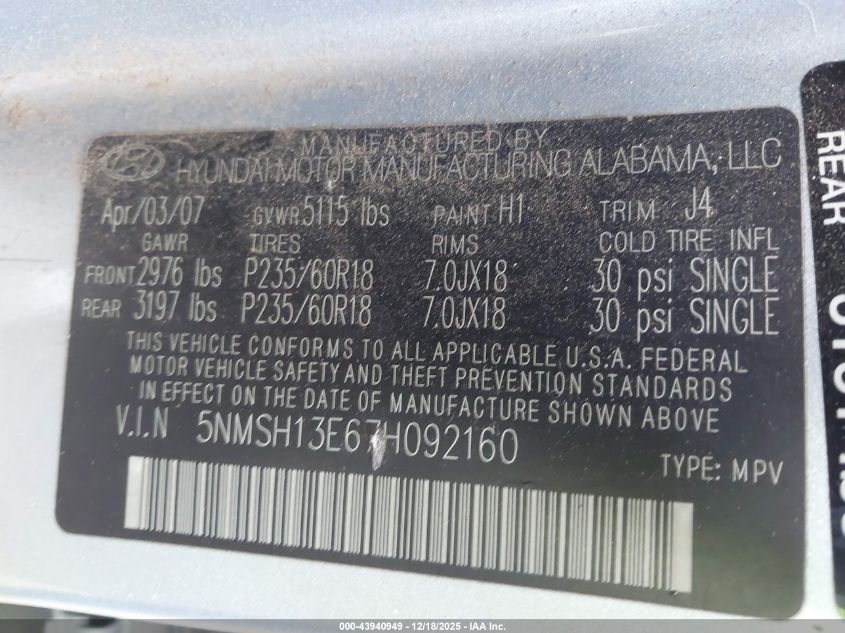 MANUFACTURED BY
HYUNDAI MOTOR MANUFACTURING ALABAMA, LLC
Apr/03/07 GVWR 5115 lbs PAINT H1 TRIM J4
GAWR TIRES RIMS COLD TIRE INFL
FRONT 2976 lbs P235/60R18 7.0JX18 30 psi SINGLE
REAR 3197 lbs P235/60R18 7.0JX18 30 psi SINGLE
THIS VEHICLE CONFORMS TO ALL APPLICABLE U.S.A. FEDERAL
MOTOR VEHICLE SAFETY AND THEFT PREVENTION STANDARDS
IN EFFECT ON THE DATE OF MANUFACTURE SHOWN ABOVE
V.I.N 5NMSH13E67H092160
TYPE: MPV
REAR
000-43940949 - 12/18/2025 - IAA Inc.